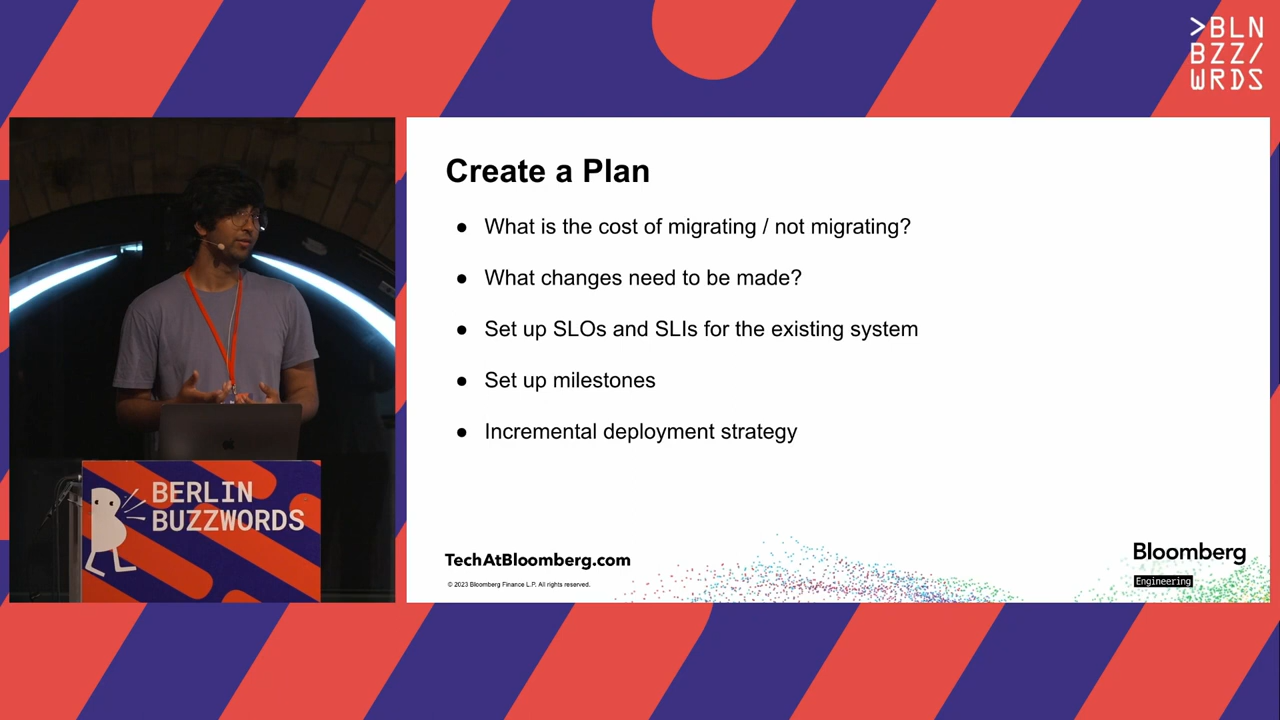 >BLN
BZZ/
WRDS
Create a Plan
● What is the cost of migrating / not migrating?
● What changes need to be made?
● Set up SLOs and SLIs for the existing system
● Set up milestones
● Incremental deployment strategy
TechAtBloomberg.com
© 2023 Bloomberg Finance L.P. All rights reserved.
Bloomberg
Engineering
BERLIN
BUZZWORDS